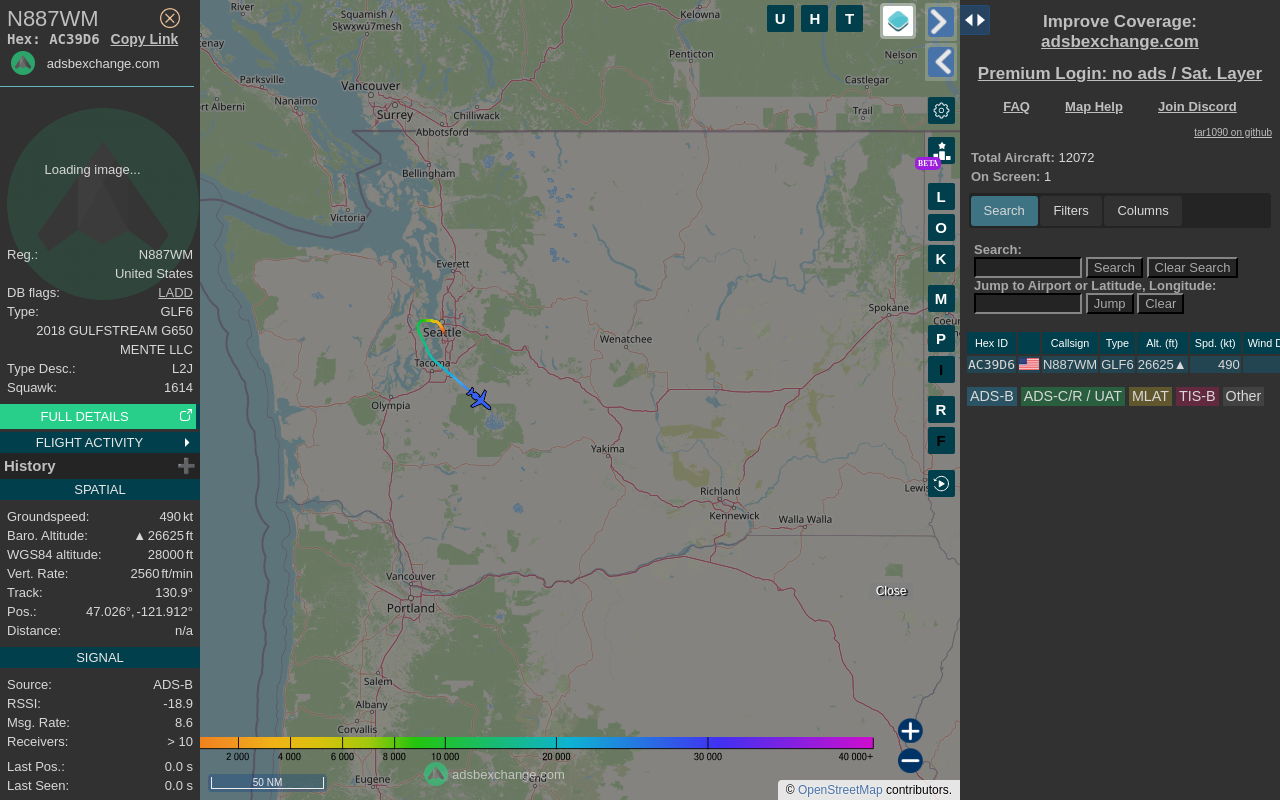 N887WM
Hex: AC39D6 Copy Link
adsbexchange.com
Loading image...
Reg.: N887WM
United States
DB flags: LADD
Type: GLF6
2018 GULFSTREAM G650
MENTE LLC
Type Desc.: L2J
Squawk: 1614
FULL DETAILS
FLIGHT ACTIVITY
History
SPATIAL
Groundspeed: 490 kt
Baro. Altitude: ▲ 26625 ft
WGS84 altitude: 28000 ft
Vert. Rate: 2560 ft/min
Track: 130.9°
Pos.: 47.026°, -121.912°
Distance: n/a
SIGNAL
Source: ADS-B
RSSI: -18.9
Msg. Rate: 8.6
Receivers: > 10
Last Pos.: 0.0 s
Last Seen: 0.0 s
River
Squamish /
Sḵwx̱wú7mesh
Kelowna
Penticton
Nelson
Castlegar
Trail
Parksville
Nanaimo
Vancouver
Surrey
Chilliwack
Abbotsford
Bellingham
Victoria
Everett
Seattle
Tacoma
Olympia
Wenatchee
Spokane
Yakima
Richland
Kennewick
Walla Walla
Vancouver
Portland
Salem
Albany
Corvallis
Eugene
U H T
BETA
L
O
K
M
P
I
R
F
Close
2 000 4 000 6 000 8 000 10 000 20 000 30 000 40 000+
adsbexchange.com
50 NM
© OpenStreetMap contributors.
Improve Coverage:
adsbexchange.com
Premium Login: no ads / Sat. Layer
FAQ Map Help Join Discord
tar1090 on github
Total Aircraft: 12072
On Screen: 1
Search Filters Columns
Search:
Search Clear Search
Jump to Airport or Latitude, Longitude:
Jump Clear
Hex ID Callsign Type Alt. (ft) Spd. (kt) Wind D
AC39D6 N887WM GLF6 26625▲ 490
ADS-B ADS-C/R / UAT MLAT TIS-B Other